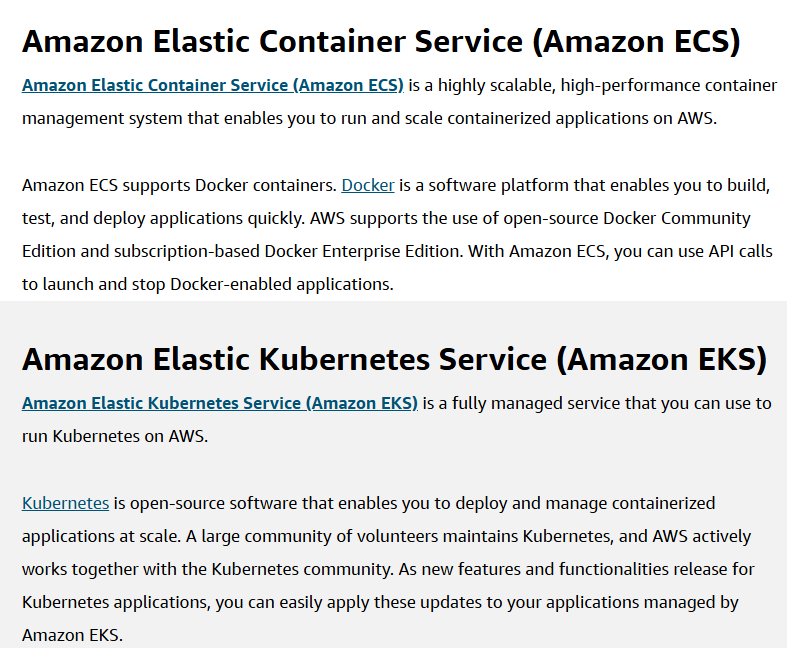 Amazon Elastic Container Service (Amazon ECS)
Amazon Elastic Container Service (Amazon ECS) is a highly scalable, high-performance container
management system that enables you to run and scale containerized applications on AWS.
Amazon ECS supports Docker containers. Docker is a software platform that enables you to build,
test, and deploy applications quickly. AWS supports the use of open-source Docker Community
Edition and subscription-based Docker Enterprise Edition. With Amazon ECS, you can use API calls
to launch and stop Docker-enabled applications.
Amazon Elastic Kubernetes Service (Amazon EKS)
Amazon Elastic Kubernetes Service (Amazon EKS) is a fully managed service that you can use to
run Kubernetes on AWS.
Kubernetes is open-source software that enables you to deploy and manage containerized
applications at scale. A large community of volunteers maintains Kubernetes, and AWS actively
works together with the Kubernetes community. As new features and functionalities release for
Kubernetes applications, you can easily apply these updates to your applications managed by
Amazon EKS.